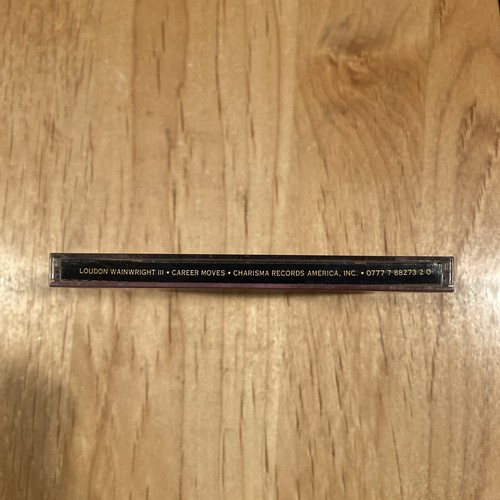 LOUDON WAINWRIGHT III • CAREER MOVES • CHARISMA RECORDS AMERICA, INC. • 0777 7 88273 2 0